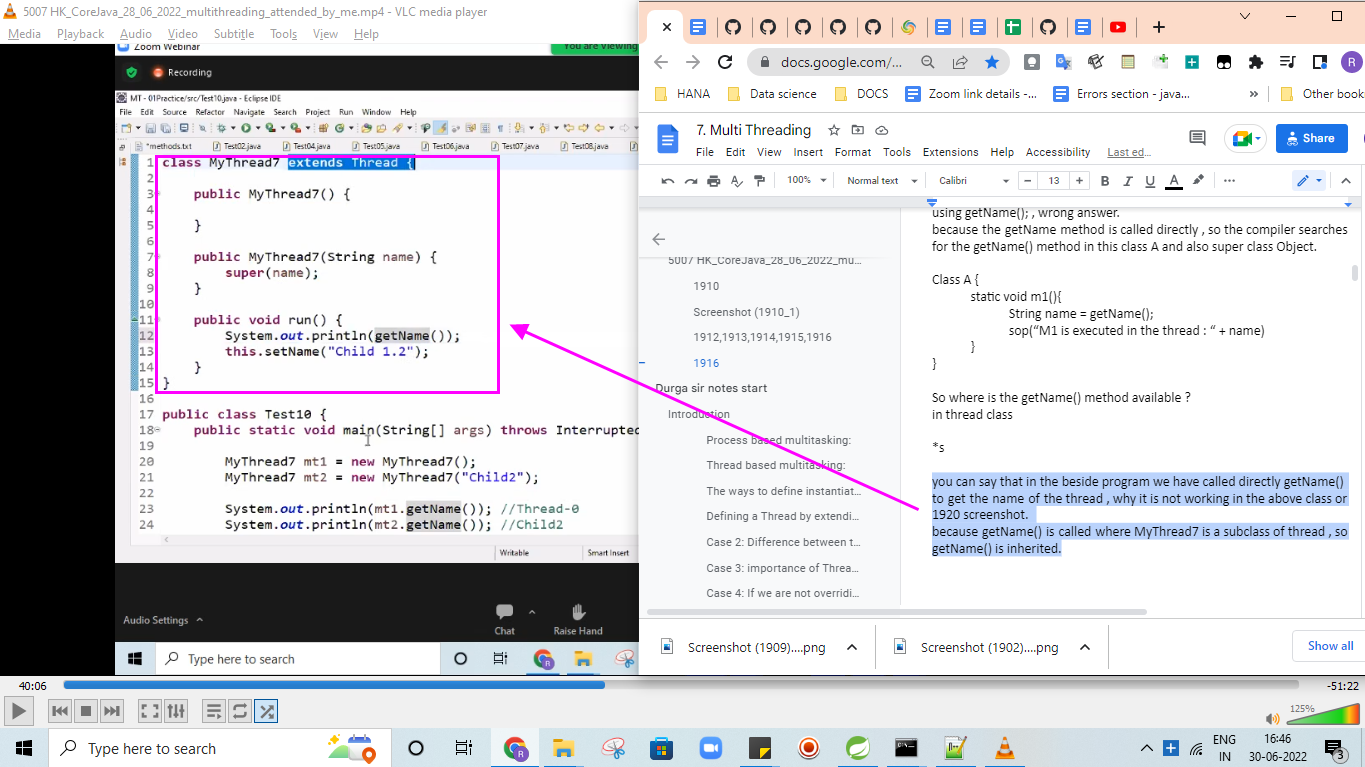 5007 HK_CoreJava_28_06_2022_multithreading_attended_by_me.mp4 - VLC media player
Media Playback Audio Video Subtitle Tools View Help
Zoom Webinar
You are viewing
Recording
MT - 01Practice/src/Test10.java - Eclipse IDE
File Edit Source Refactor Navigate Search Project Run Window Help
*methods.txt Test02.java Test04.java Test05.java Test06.java Test07.java Test08.java
1 class MyThread7 extends Thread {
2
3 public MyThread7() {
4
5 }
6
7 public MyThread7(String name) {
8 super(name);
9 }
10
11 public void run() {
12 System.out.println(getName());
13 this.setName("Child 1.2");
14 }
15 }
16
17 public class Test10 {
18 public static void main(String[] args) throws Interrupted
19
20 MyThread7 mt1 = new MyThread7();
21 MyThread7 mt2 = new MyThread7("Child2");
22
23 System.out.println(mt1.getName()); //Thread-0
24 System.out.println(mt2.getName()); //Child2
Writable Smart Insert
Audio Settings
Chat
Raise Hand
Type here to search
docs.google.com/...
R
HANA Data science DOCS Zoom link details -... Errors section - java... » Other book
7. Multi Threading
File Edit View Insert Format Tools Extensions Help Accessibility Last ed...
Share
100% Normal text Calibri − 13 + B I U A
5007 HK_CoreJava_28_06_2022_mu...
1910
Screenshot (1910_1)
1912,1913,1914,1915,1916
1916
Durga sir notes start
Introduction
Process based multitasking:
Thread based multitasking:
The ways to define instantiat...
Defining a Thread by extendi...
Case 2: Difference between t...
Case 3: importance of Threa...
Case 4: If we are not overridi...
using getName(); , wrong answer.
because the getName method is called directly , so the compiler searches
for the getName() method in this class A and also super class Object.
Class A {
static void m1(){
String name = getName();
sop(“M1 is executed in the thread : “ + name)
}
}
So where is the getName() method available ?
in thread class
*s
you can say that in the beside program we have called directly getName()
to get the name of the thread , why it is not working in the above class or
1920 screenshot.
because getName() is called where MyThread7 is a subclass of thread , so
getName() is inherited.
Screenshot (1909)....png
Screenshot (1902)....png
Show all
40:06
-51:22
125%
Type here to search
ENG
IN
16:46
30-06-2022
3